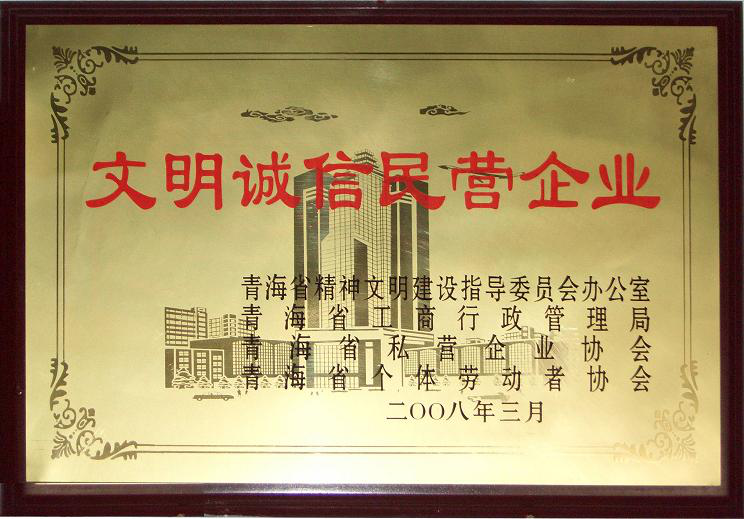 文明诚信民营企业
青海省精神文明建设指导委员会办公室
青海省工商行政管理局
青海省私营企业协会
青海省个体劳动者协会
二〇〇八年三月